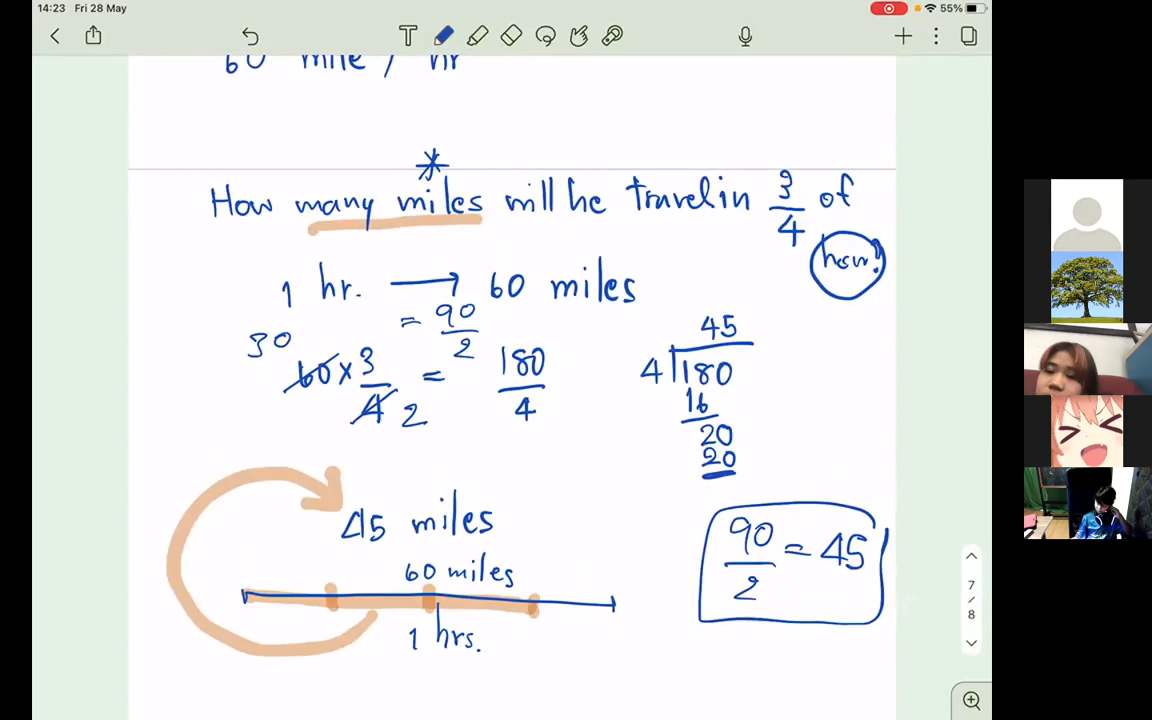 14:23 Fri 28 May
55%
60 mile / hr
*
How many miles will he travel in 3/4 of
hour?
1 hr. → 60 miles
30
= 90/2
60 × 3/4 2 = 180/4
45
4 180
16
20
20
45 miles
60 miles
1 hrs.
90/2 = 45
7
/
8